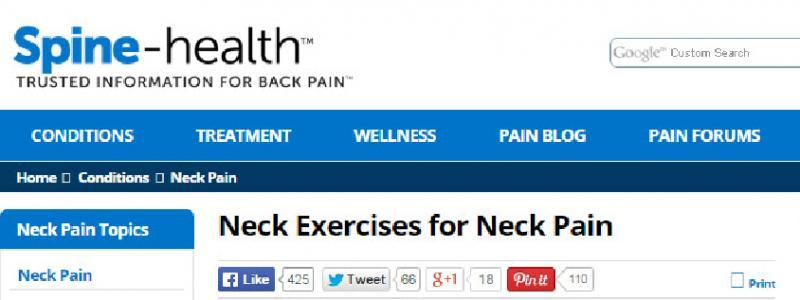 Spine-health™
TRUSTED INFORMATION FOR BACK PAIN™
Google™ Custom Search
CONDITIONS TREATMENT WELLNESS PAIN BLOG PAIN FORUMS
Home Conditions Neck Pain
Neck Pain Topics
Neck Exercises for Neck Pain
Neck Pain
Like 425 Tweet 66 g+1 18 Pin it 110 Print